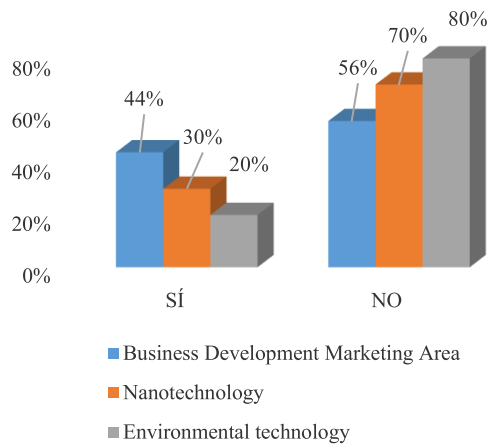 80%
60%
40%
20%
0%
44%
30%
20%
56%
70%
80%
SÍ
NO
Business Development Marketing Area
Nanotechnology
Environmental technology